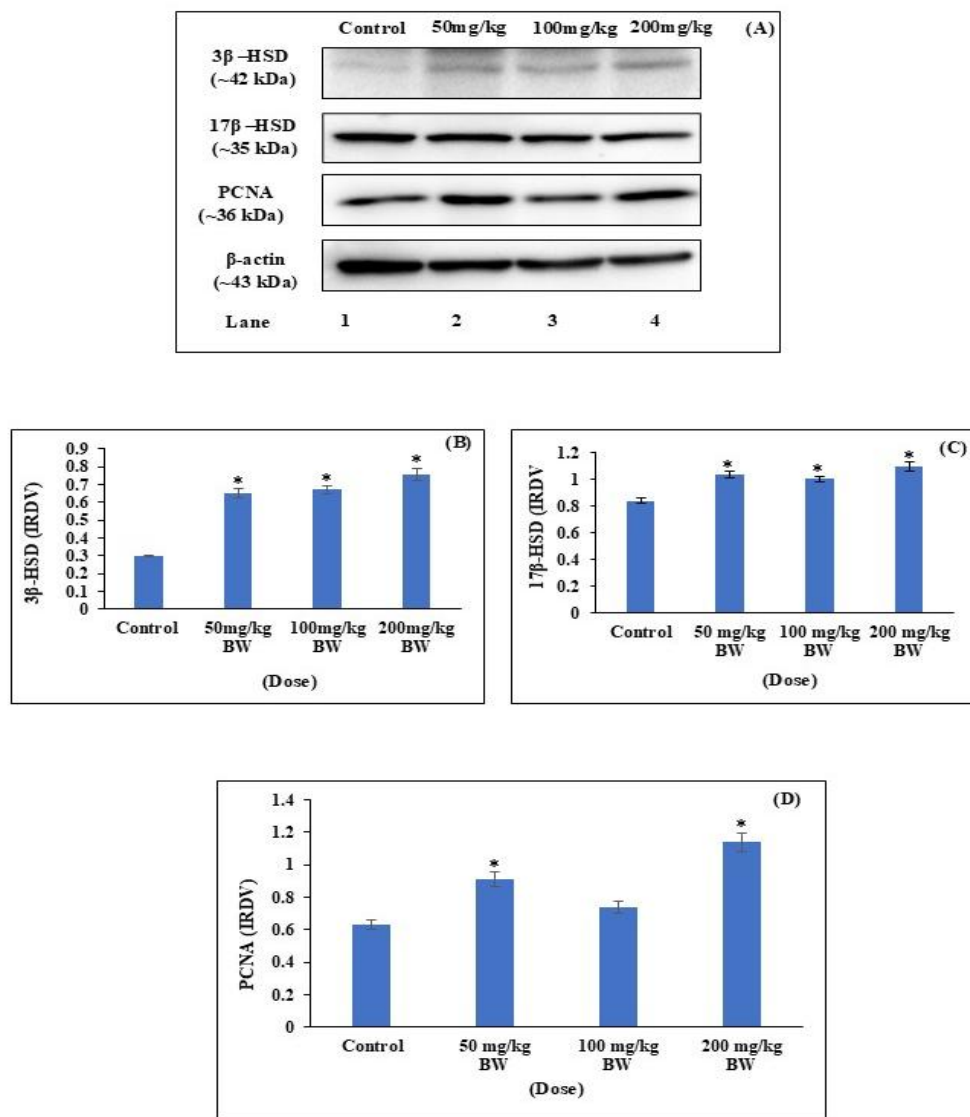 Control 50mg/kg 100mg/kg 200mg/kg (A)
3β –HSD
(~42 kDa)
17β –HSD
(~35 kDa)
PCNA
(~36 kDa)
β-actin
(~43 kDa)
Lane 1 2 3 4
(B)
3β-HSD (IRDV)
0.9
0.8
0.7
0.6
0.5
0.4
0.3
0.2
0.1
0
* * *
Control 50mg/kg BW 100mg/kg BW 200mg/kg BW
(Dose)
(C)
17β-HSD (IRDV
1.2
1
0.8
0.6
0.4
0.2
0
* * *
Control 50 mg/kg BW 100 mg/kg BW 200 mg/kg BW
(Dose)
(D)
PCNA (IRDV)
1.4
1.2
1
0.8
0.6
0.4
0.2
0
* *
Control 50 mg/kg BW 100 mg/kg BW 200 mg/kg BW
(Dose)